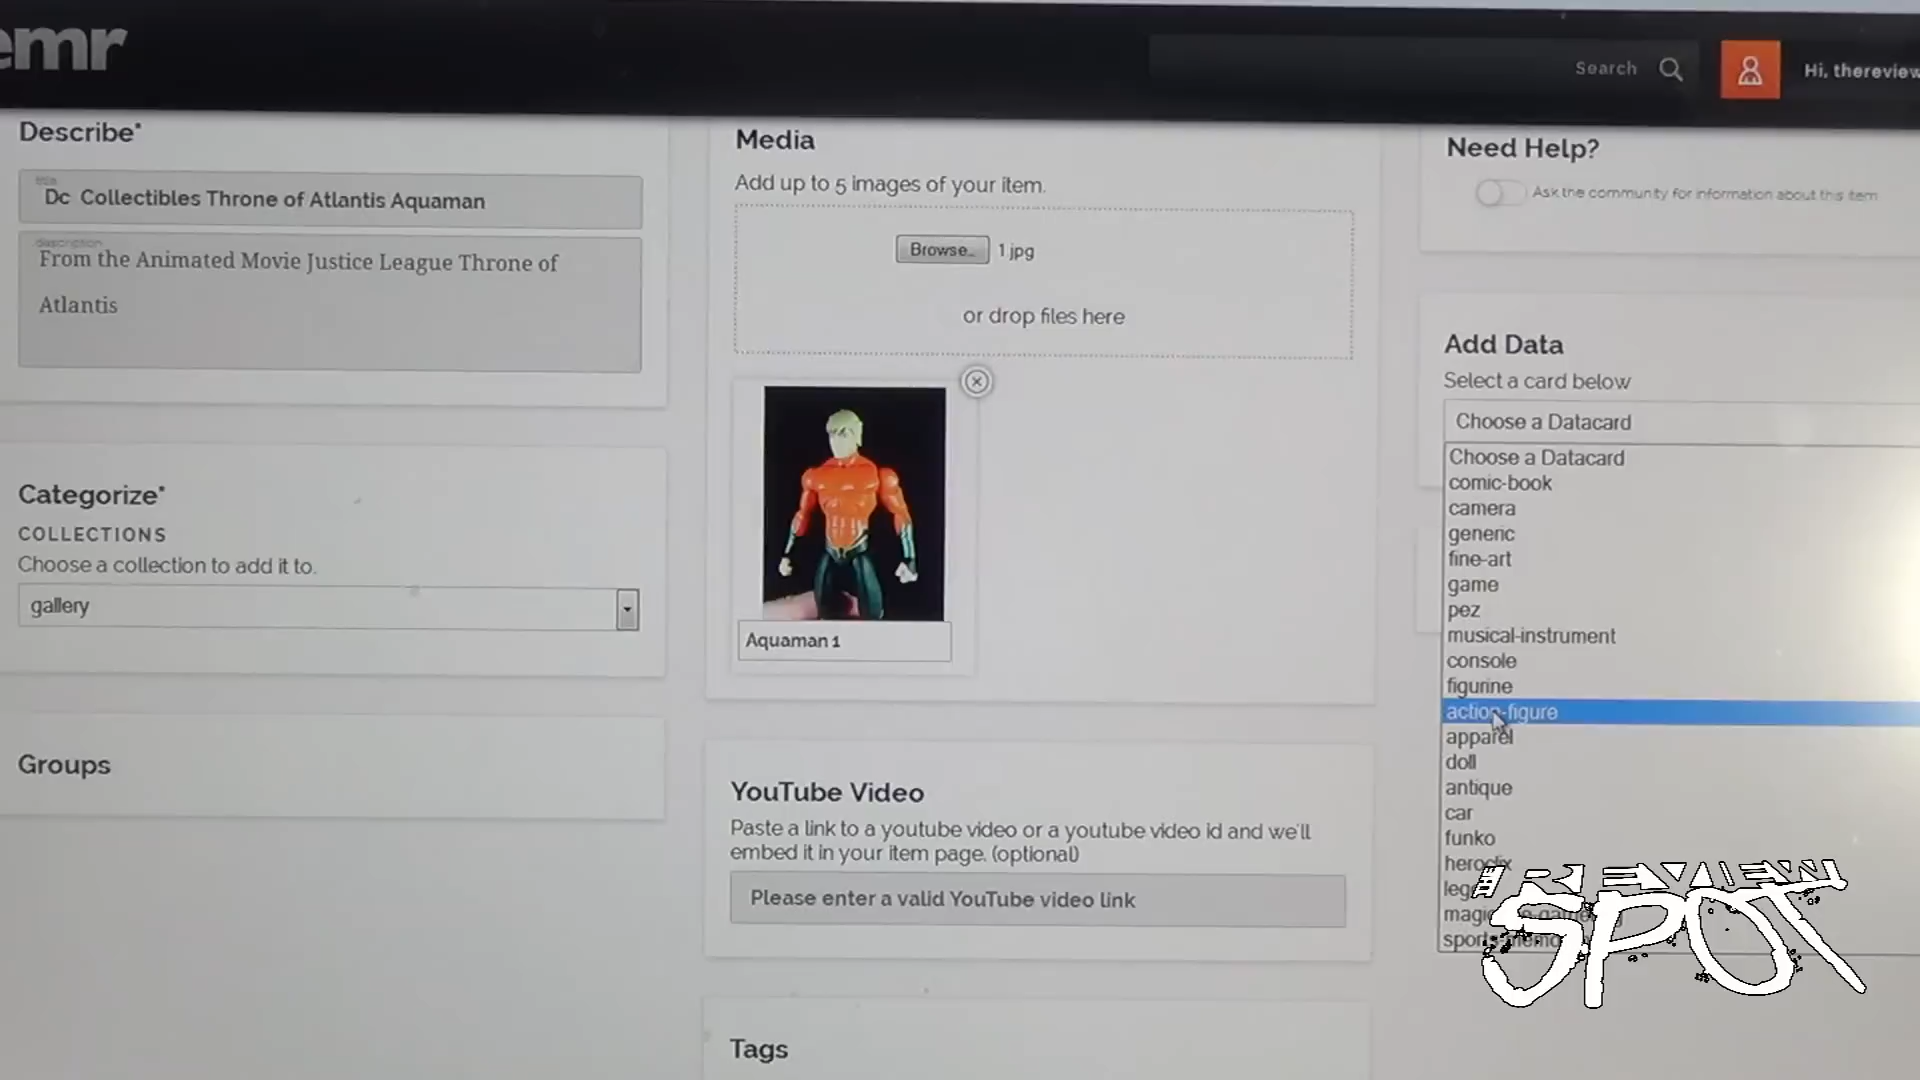 emr
Search
Hi, thereview
Describe*
title
Dc Collectibles Throne of Atlantis Aquaman
description
From the Animated Movie Justice League Throne of
Atlantis
Categorize*
COLLECTIONS
Choose a collection to add it to.
gallery
Groups
Media
Add up to 5 images of your item.
Browse... 1.jpg
or drop files here
Aquaman 1
YouTube Video
Paste a link to a youtube video or a youtube video id and we'll
embed it in your item page. (optional)
Please enter a valid YouTube video link
Tags
Need Help?
Ask the community for information about this item
Add Data
Select a card below
Choose a Datacard
Choose a Datacard
comic-book
camera
generic
fine-art
game
pez
musical-instrument
console
figurine
action-figure
apparel
doll
antique
car
funko
heroclix
REVIEW
SPOT